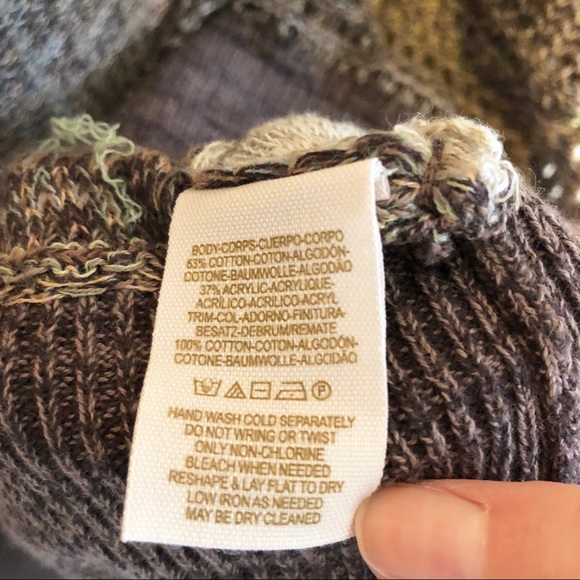 BODY-CORPS-CUERPO-CORPO
63% COTTON-COTON-ALGODÓN-
COTONE-BAUMWOLLE-ALGODÃO
37% ACRYLIC-ACRYLIQUE-
ACRÍLICO-ACRILICO-ACRYL
TRIM-COL-ADORNO-FINITURA-
BESATZ-DEBRUM/REMATE
100% COTTON-COTON-ALGODÓN-
COTONE-BAUMWOLLE-ALGODÃO
P
HAND WASH COLD SEPARATELY
DO NOT WRING OR TWIST
ONLY NON-CHLORINE
BLEACH WHEN NEEDED
RESHAPE & LAY FLAT TO DRY
LOW IRON AS NEEDED
MAY BE DRY CLEANED